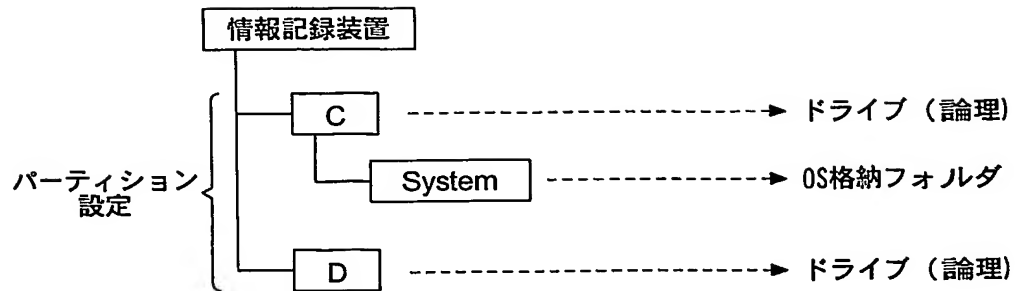 情報記録装置
C
ドライブ（論理)
パーティション
設定
System
OS格納フォルダ
D
ドライブ（論理)